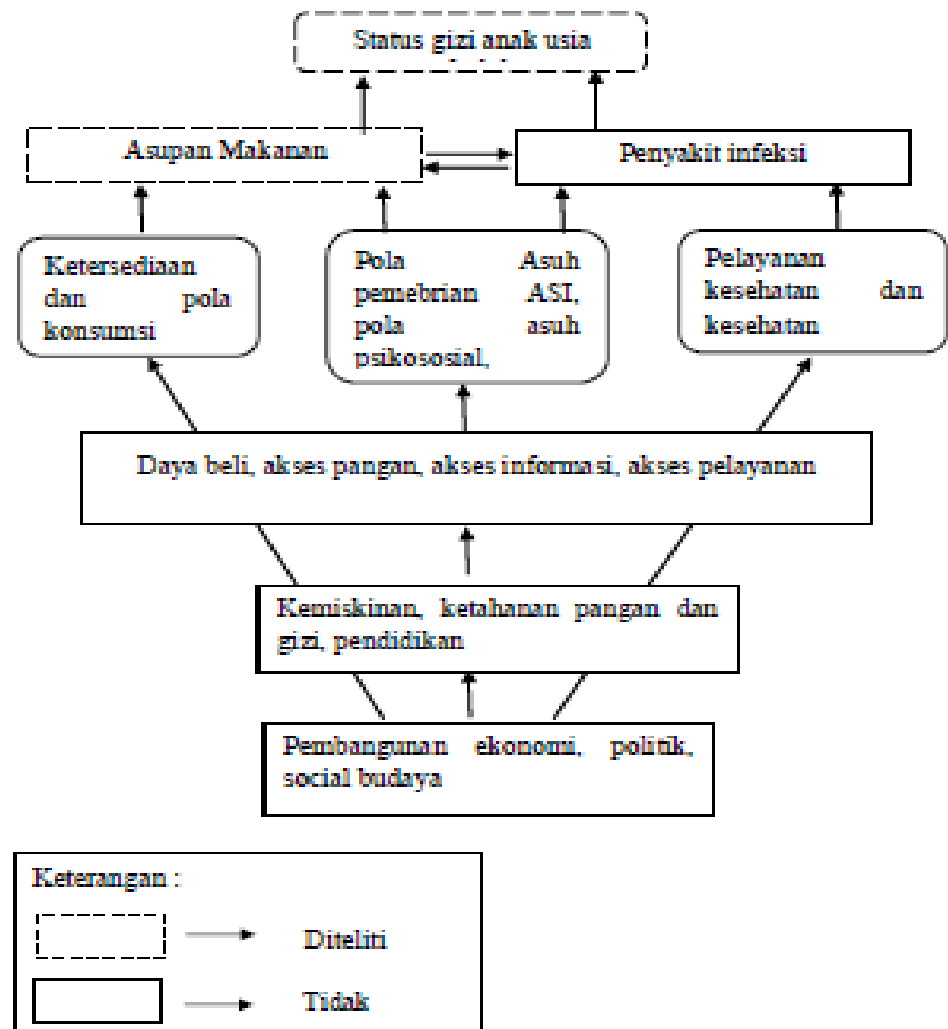 Status gizi anak usia
Asupan Makanan
Penyakit infeksi
Ketersediaan
dan pola
konsumsi
Pola Asuh
pemebrian ASI,
pola asuh
psikososial,
Pelayanan
kesehatan dan
kesehatan
Daya beli, akses pangan, akses informasi, akses pelayanan
Kemiskinan, ketahanan pangan dan
gizi, pendidikan
Pembangunan ekonomi, politik,
social budaya
Keterangan :
Diteliti
Tidak